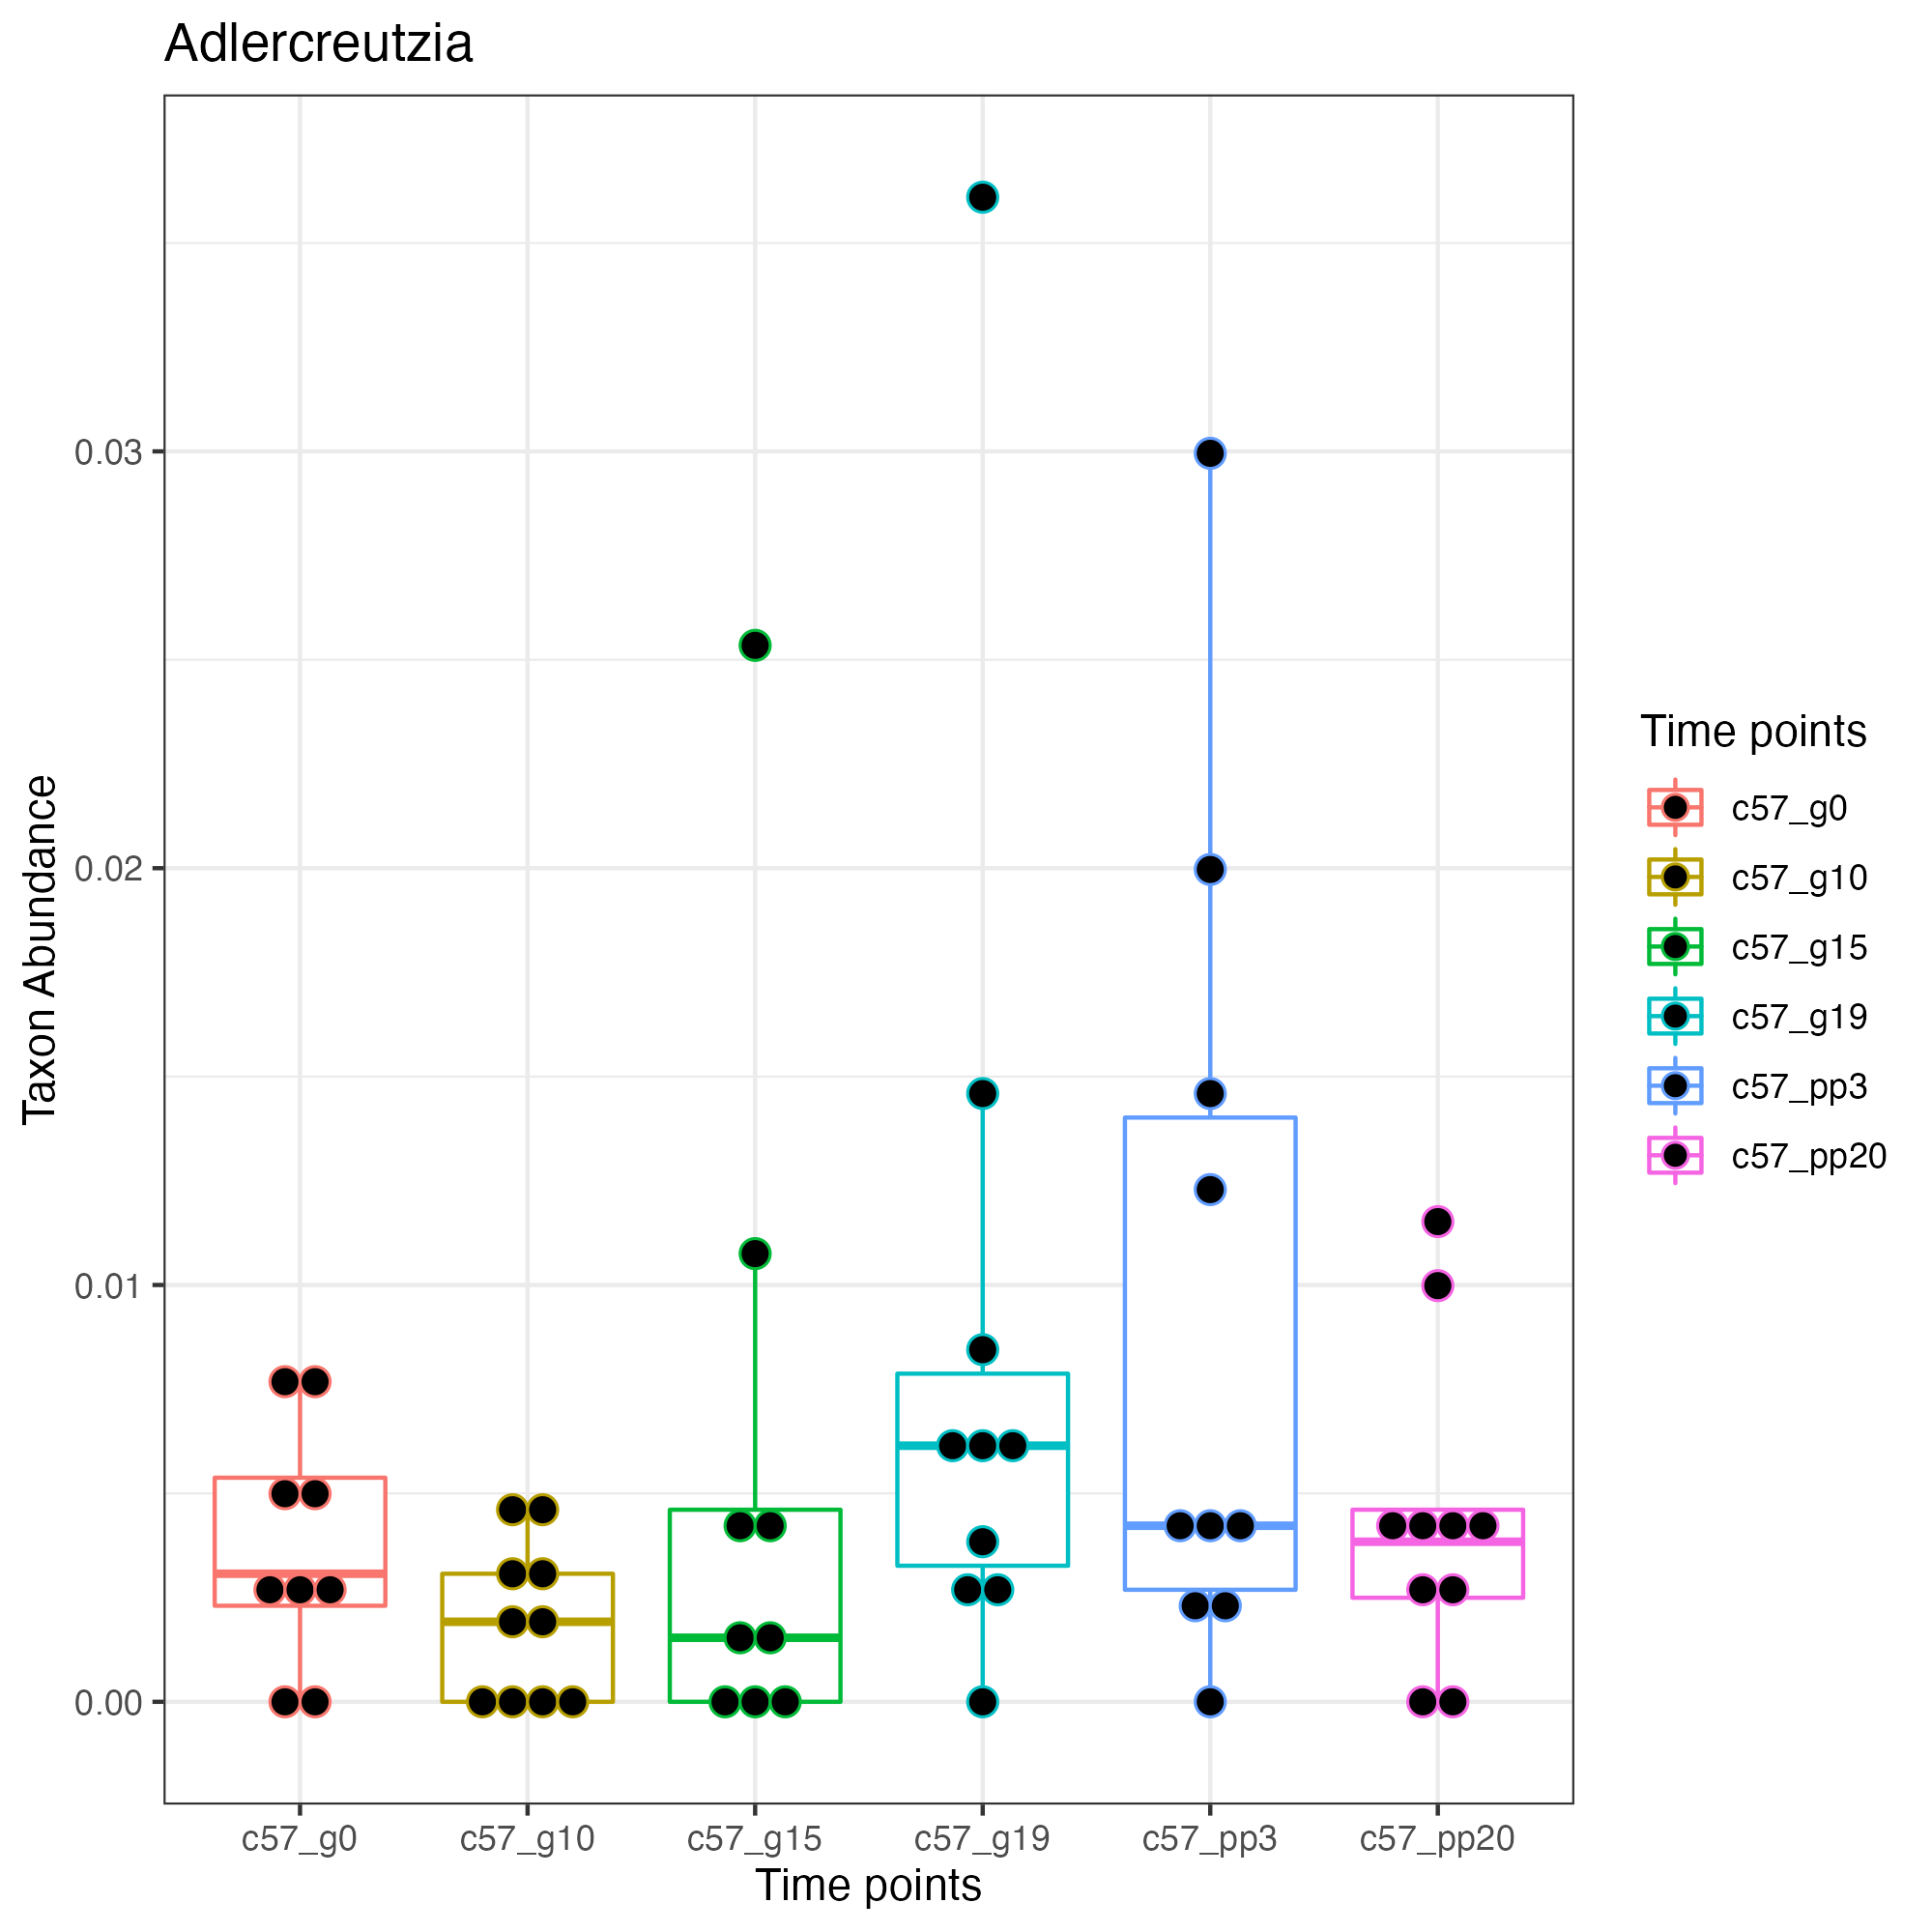 Adlercreutzia
Taxon Abundance
0.03
0.02
0.01
0.00
c57_g0 c57_g10 c57_g15 c57_g19 c57_pp3 c57_pp20
Time points
Time points
c57_g0
c57_g10
c57_g15
c57_g19
c57_pp3
c57_pp20